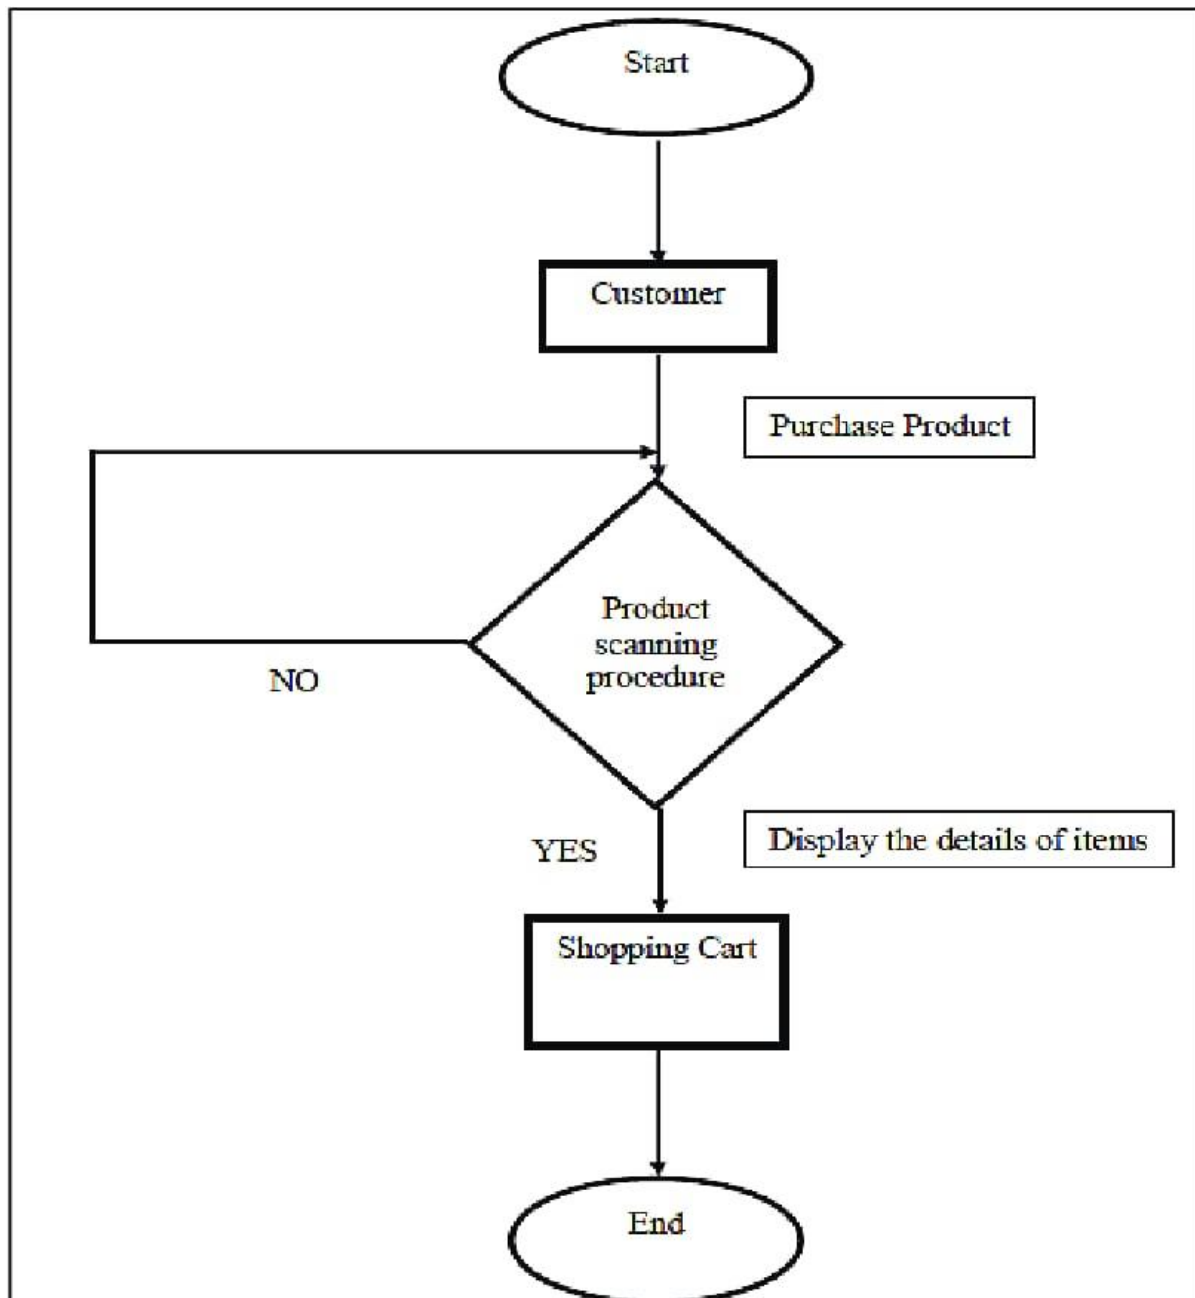 Start
Customer
Purchase Product
Product
scanning
procedure
NO
YES
Display the details of items
Shopping Cart
End